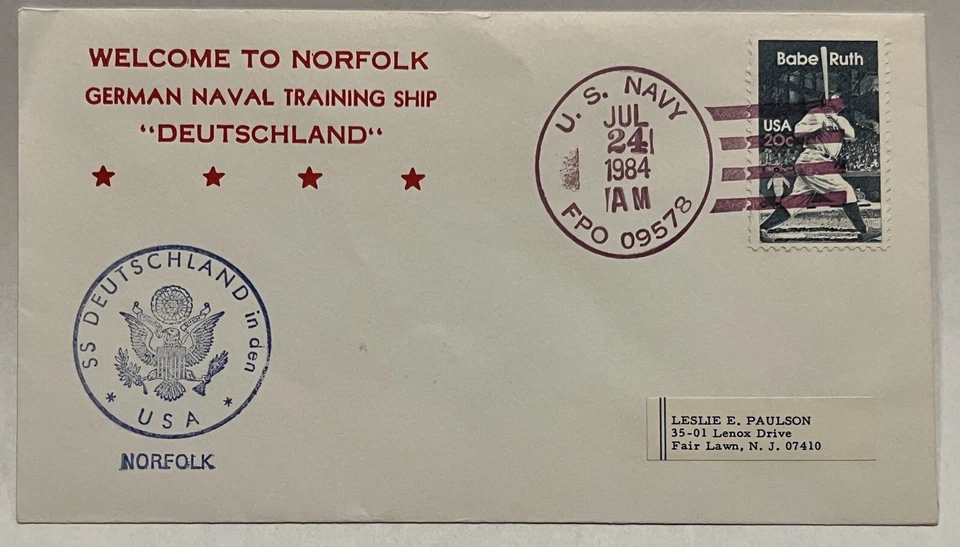 WELCOME TO NORFOLK
GERMAN NAVAL TRAINING SHIP
“DEUTSCHLAND“
U. S. NAVY
JUL
24
1984
AM
FPO 09578
Babe Ruth
USA
20c
SS DEUTSCHLAND in den
* USA *
NORFOLK
LESLIE E. PAULSON
35-01 Lenox Drive
Fair Lawn, N. J. 07410